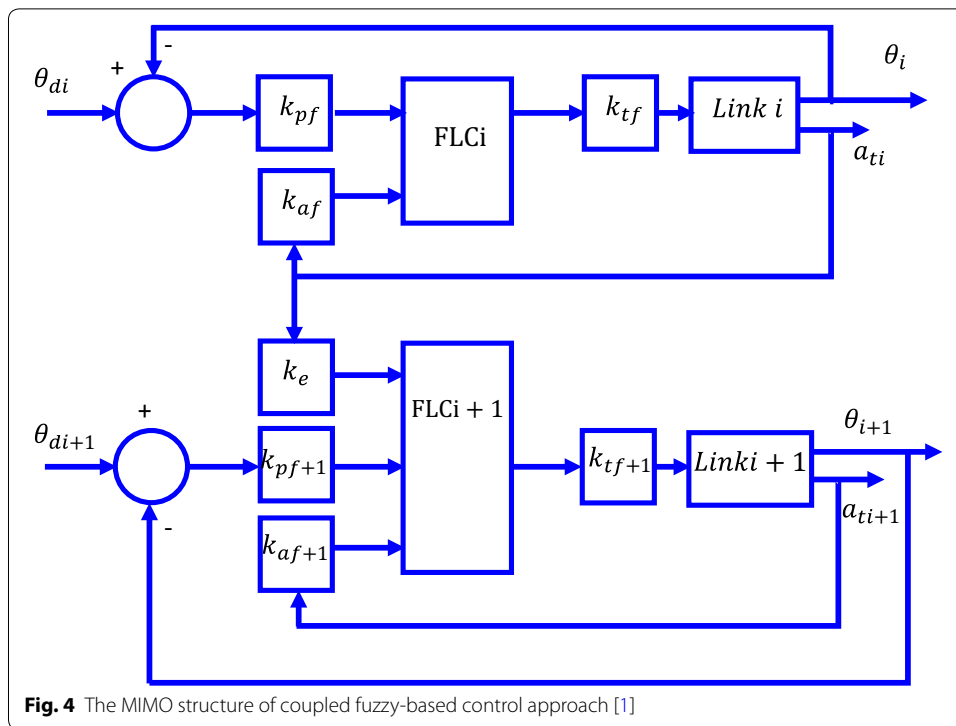 -
+
θ_di
k_pf
FLCi
k_tf
Link i
θ_i
a_ti
k_af
k_e
FLCi + 1
+
θ_di+1
k_pf+1
k_tf+1
Linki + 1
θ_i+1
a_ti+1
-
k_af+1
Fig. 4 The MIMO structure of coupled fuzzy-based control approach [1]